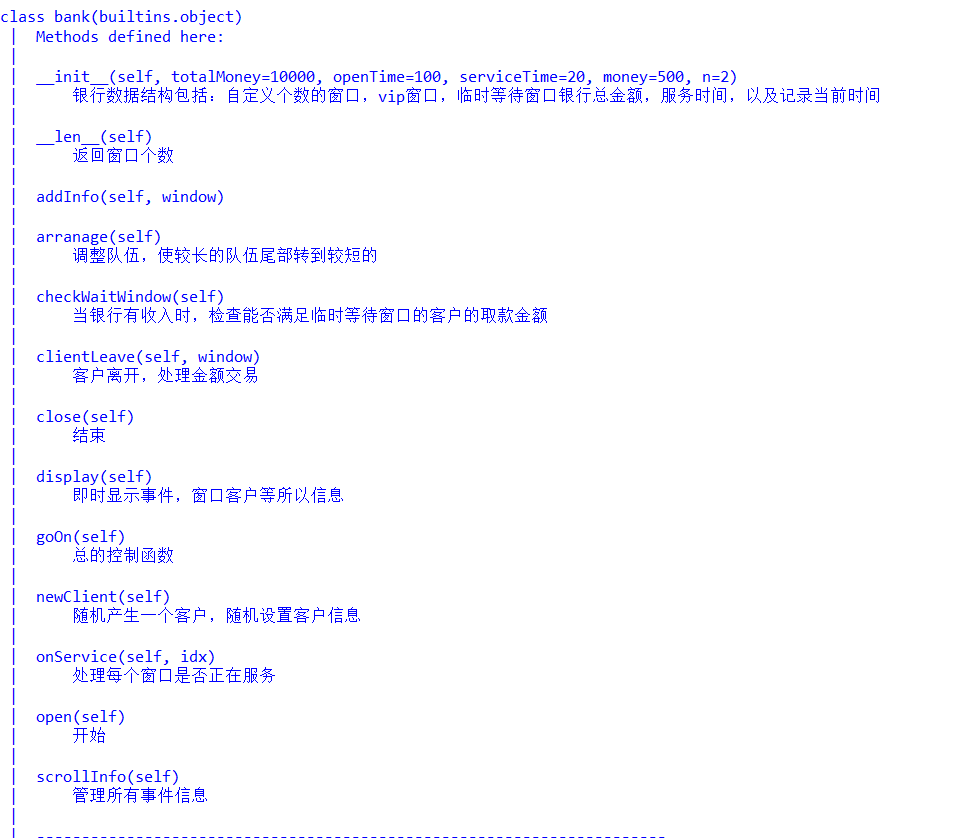 class bank(builtins.object)
 |  Methods defined here:
 |
 |  __init__(self, totalMoney=10000, openTime=100, serviceTime=20, money=500, n=2)
 |      银行数据结构包括：自定义个数的窗口，vip窗口，临时等待窗口银行总金额，服务时间，以及记录当前时间
 |
 |  __len__(self)
 |      返回窗口个数
 |
 |  addInfo(self, window)
 |
 |  arranage(self)
 |      调整队伍，使较长的队伍尾部转到较短的
 |
 |  checkWaitWindow(self)
 |      当银行有收入时，检查能否满足临时等待窗口的客户的取款金额
 |
 |  clientLeave(self, window)
 |      客户离开，处理金额交易
 |
 |  close(self)
 |      结束
 |
 |  display(self)
 |      即时显示事件，窗口客户等所以信息
 |
 |  goOn(self)
 |      总的控制函数
 |
 |  newClient(self)
 |      随机产生一个客户，随机设置客户信息
 |
 |  onService(self, idx)
 |      处理每个窗口是否正在服务
 |
 |  open(self)
 |      开始
 |
 |  scrollInfo(self)
 |      管理所有事件信息
 |
 |  ----------------------------------------------------------------------